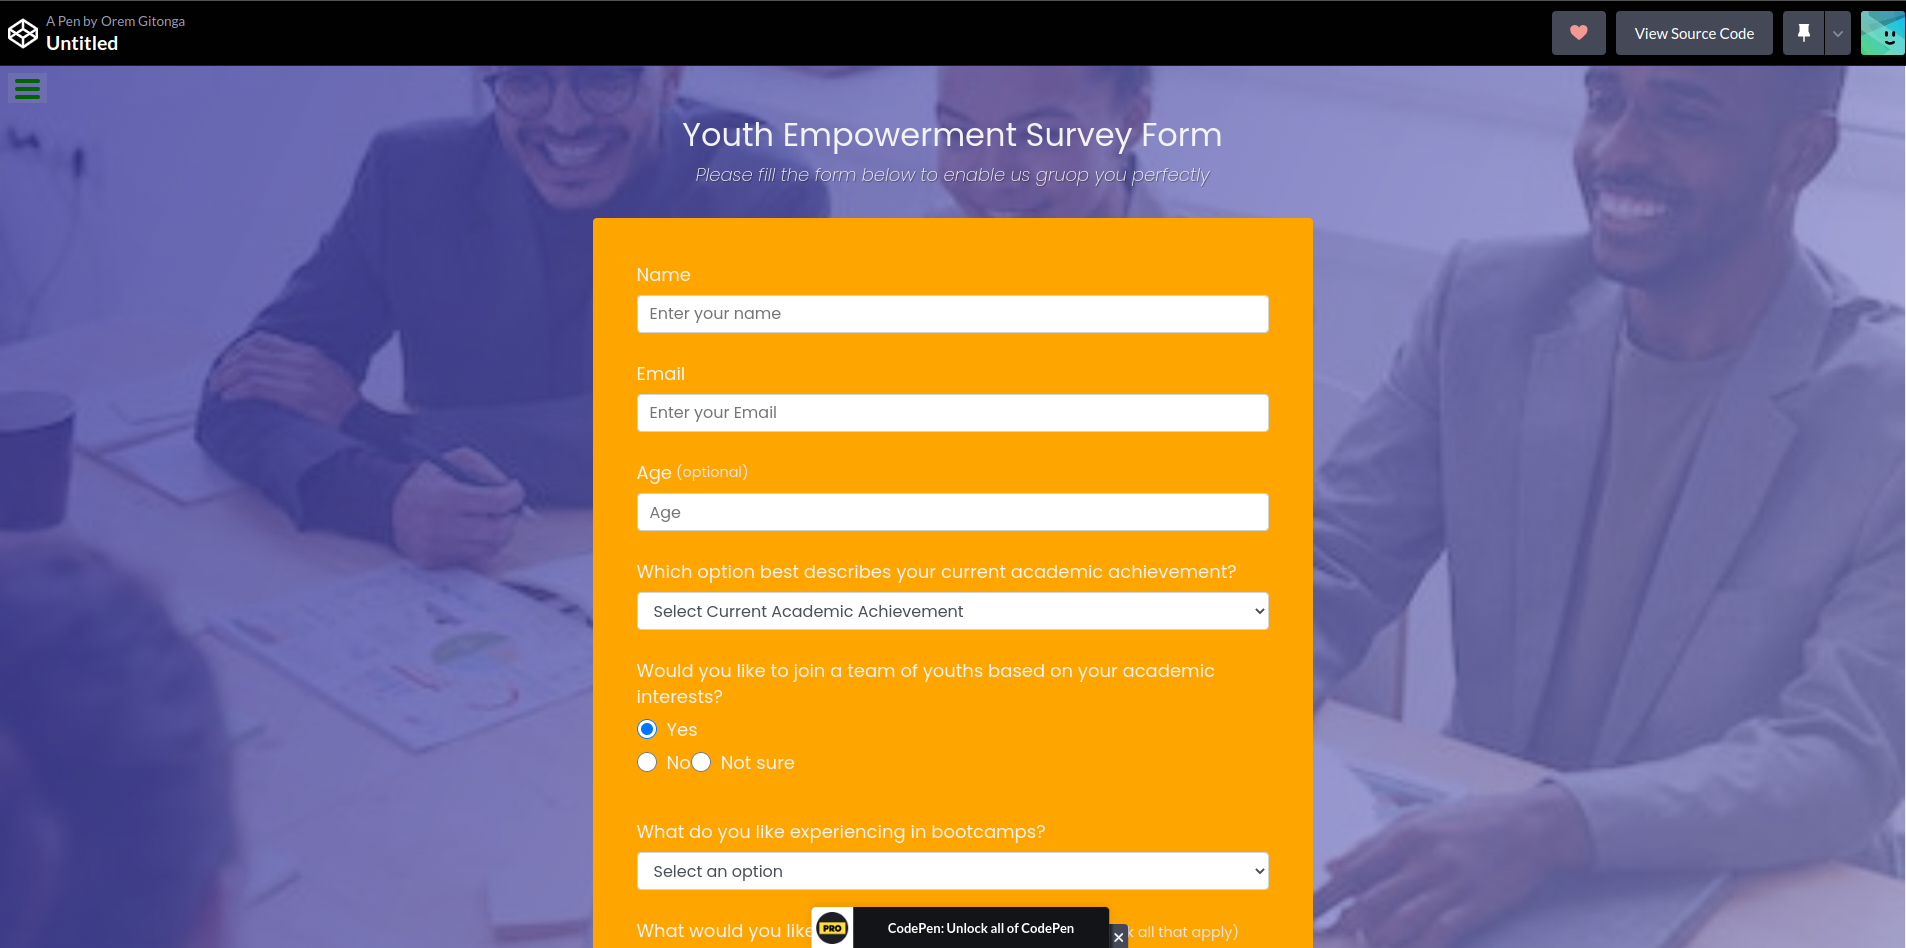 A Pen by Orem Gitonga
Untitled
View Source Code
Youth Empowerment Survey Form
Please fill the form below to enable us gruop you perfectly
Name
Enter your name
Email
Enter your Email
Age (optional)
Age
Which option best describes your current academic achievement?
Select Current Academic Achievement
Would you like to join a team of youths based on your academic
interests?
Yes
No Not sure
What do you like experiencing in bootcamps?
Select an option
What would you like all that apply)
PRO CodePen: Unlock all of CodePen